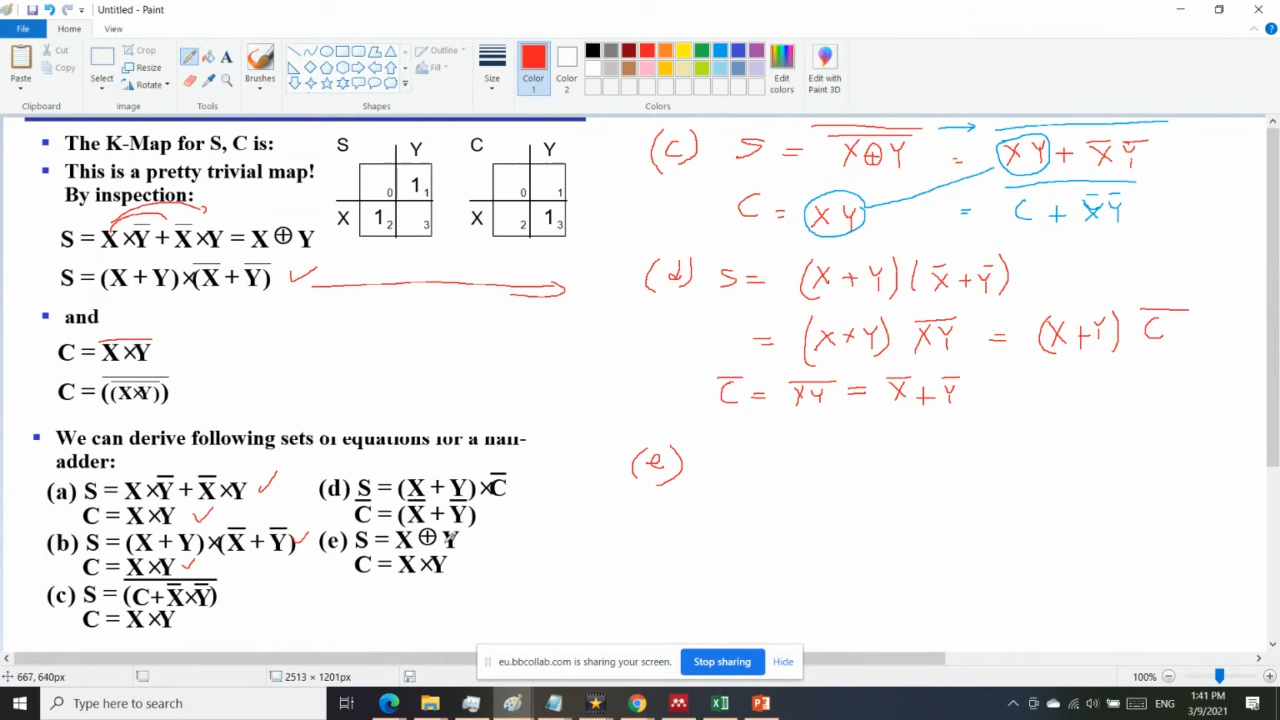 Untitled - Paint
File Home View
Paste Cut Copy Clipboard
Select Crop Resize Rotate Image
Tools
Brushes
Outline Fill Shapes
Size
Color 1 Color 2 Edit colors Colors
Edit with Paint 3D
The K-Map for S, C is:
This is a pretty trivial map!
By inspection:
S = X×Y̅ + X̅×Y = X ⊕ Y
S = (X + Y)×(X̅ + Y̅)
and
C = X×Y
C = ((X×Y)̅)̅
S Y X 0 1 1 1 2 3
C Y X 0 1 2 1 3
We can derive following sets of equations for a half-
adder:
(a) S = X×Y̅ + X̅×Y
C = X×Y
(b) S = (X + Y)×(X̅ + Y̅)
C = X×Y
(c) S = (C + X̅×Y̅)̅
C = X×Y
(d) S = (X + Y)×C̅
C̅ = (X̅ + Y̅)
(e) S = X ⊕ Y
C = X×Y
(c) S = X⊕Y = XY + X̅Y̅
C = XY = C + X̅Y̅
(d) S = (X + Y)(X̅ + Y̅)
= (X×Y) X̅Y̅ = (X+Y) C̅
C̅ = X̅Y̅ = X̅ + Y̅
(e)
eu.bbcollab.com is sharing your screen. Stop sharing Hide
667, 640px 2513 × 1201px 100%
Type here to search
ENG 1:41 PM
3/9/2021